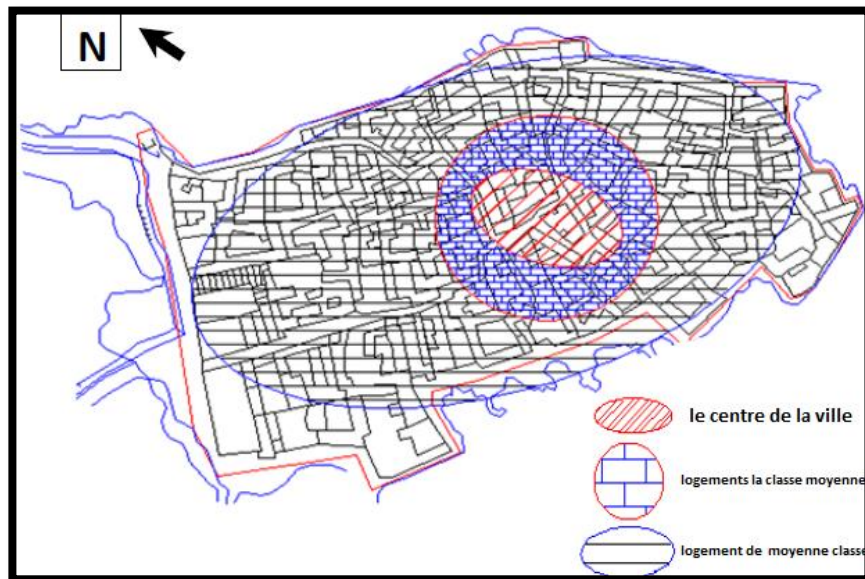 N
le centre de la ville
logements la classe moyenne
logement de moyenne classe